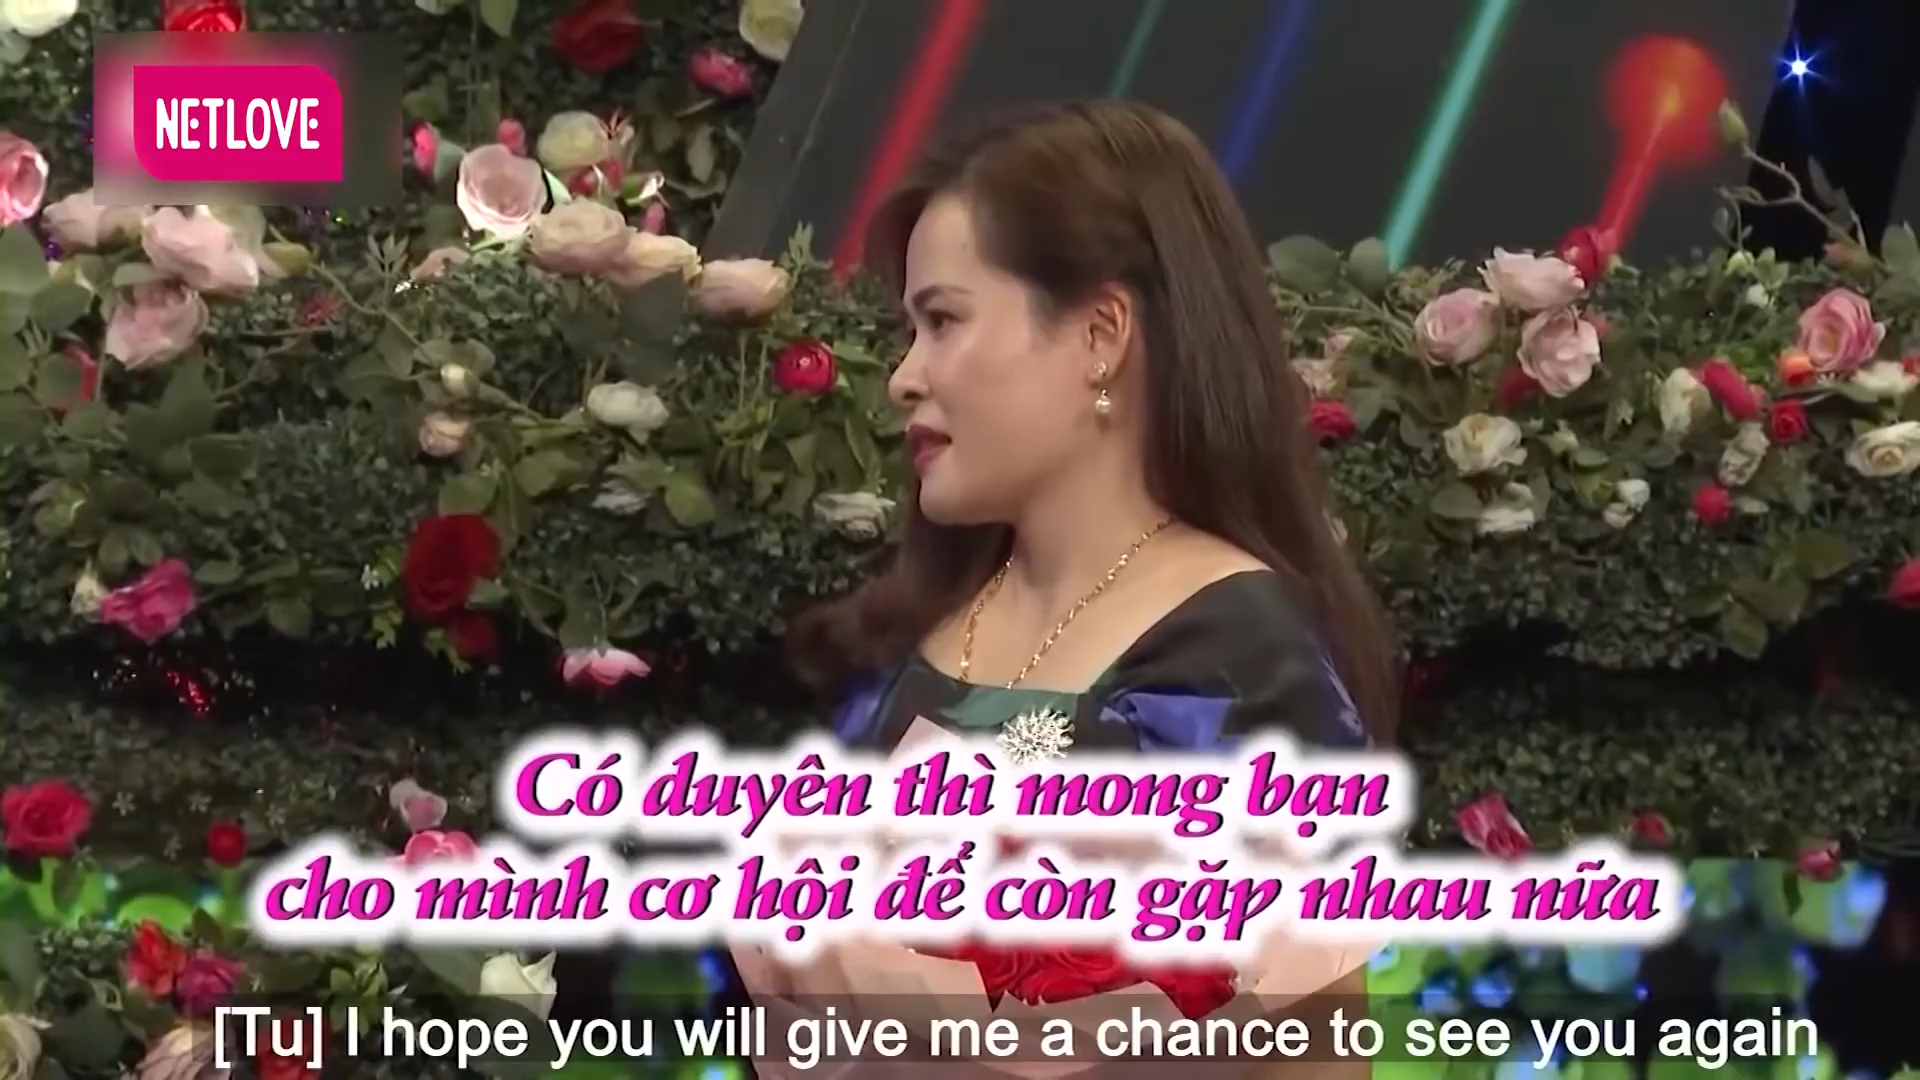 NETLOVE
Có duyên thì mong bạn
cho mình cơ hội để còn gặp nhau nữa
[Tu] I hope you will give me a chance to see you again